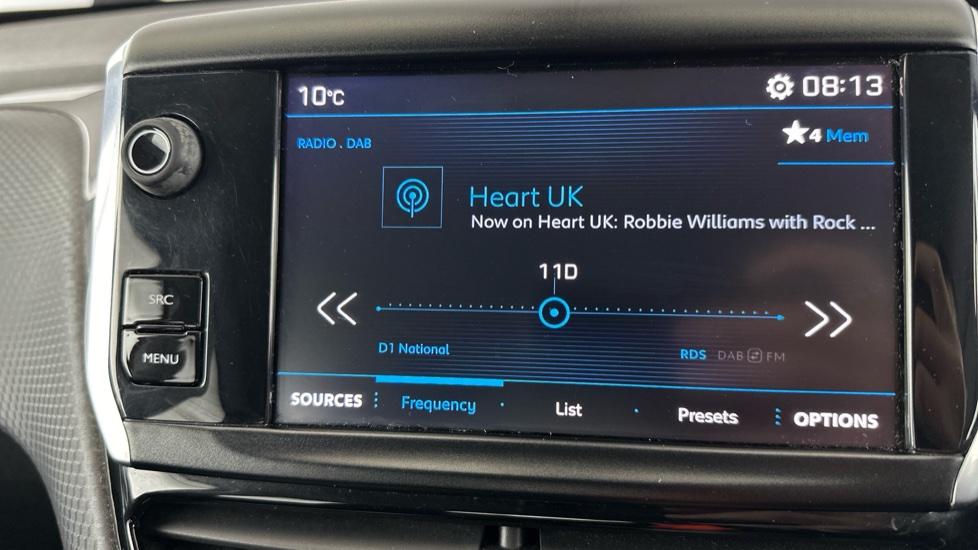 10°C
08:13
RADIO . DAB
4 Mem
Heart UK
Now on Heart UK: Robbie Williams with Rock ...
11D
SRC
D1 National
RDS DAB FM
MENU
SOURCES Frequency List Presets OPTIONS